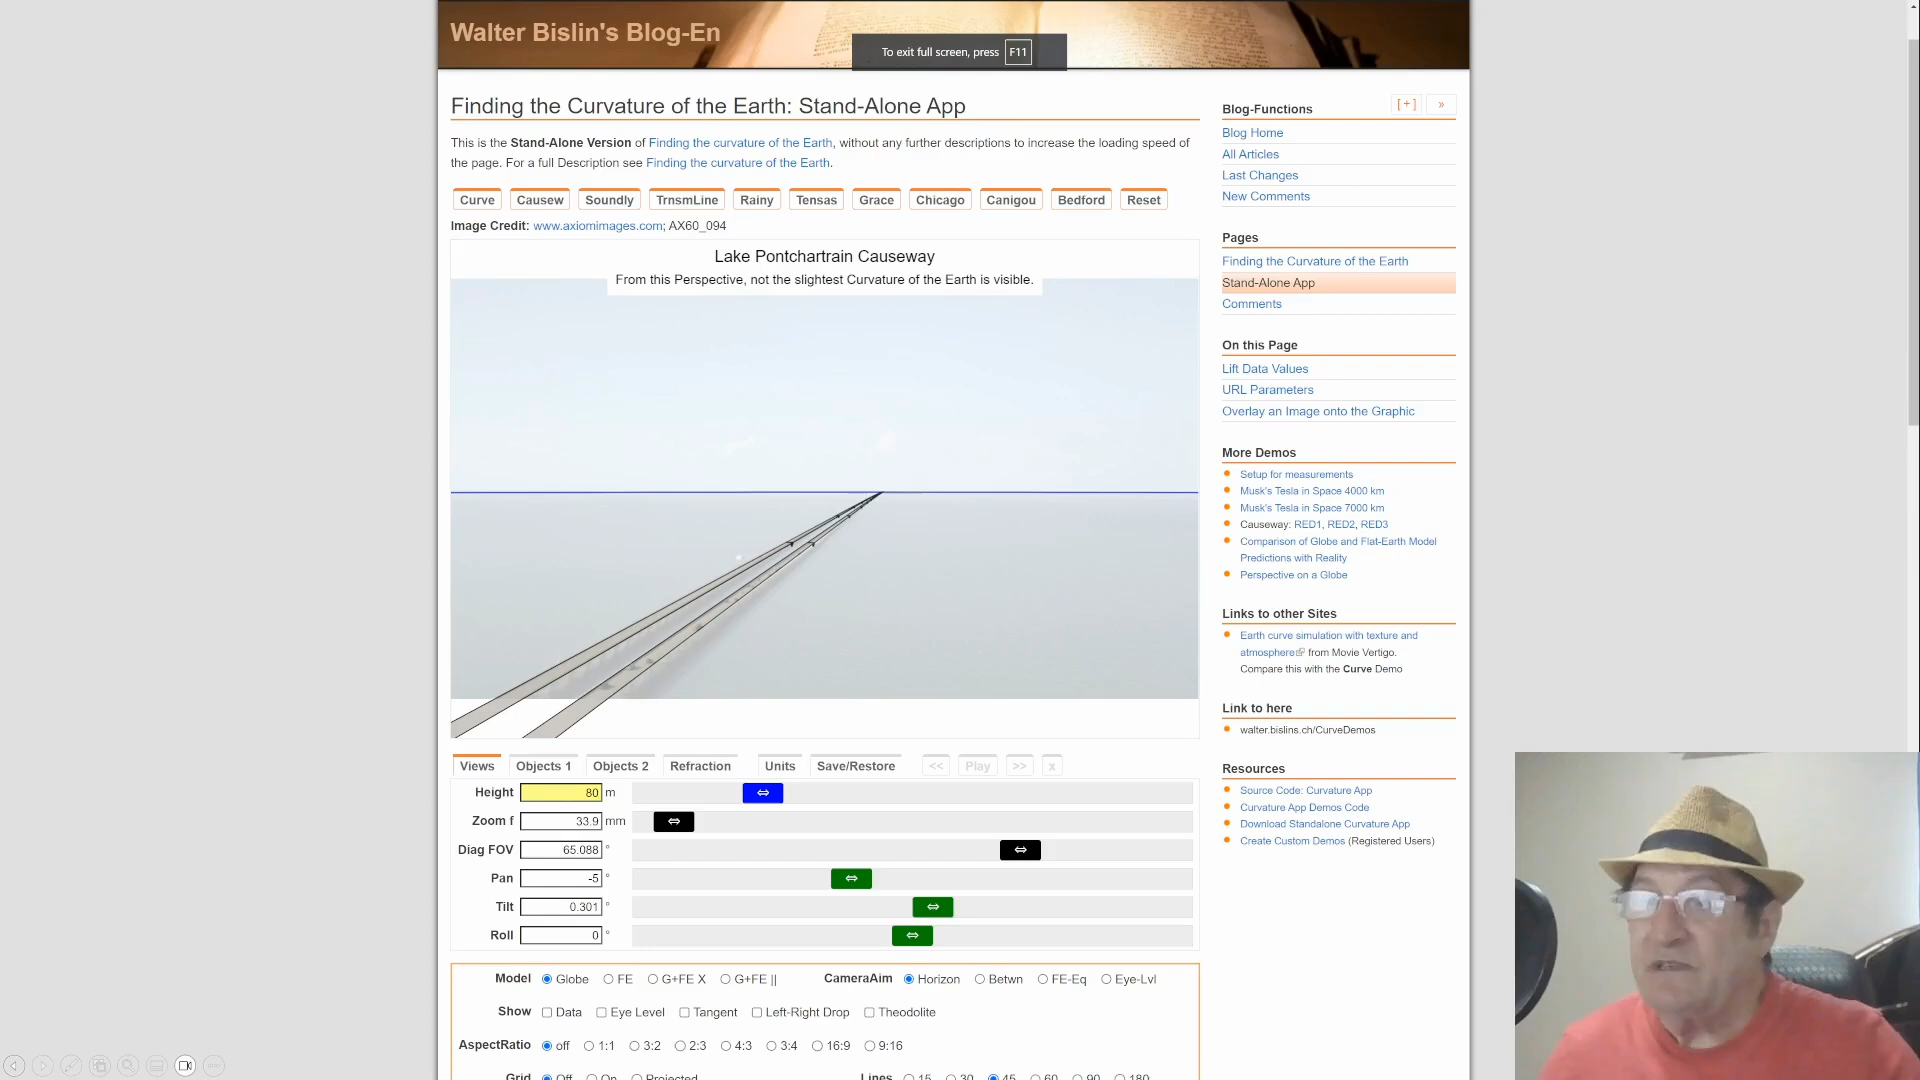 Walter Bislin's Blog-En
To exit full screen, press F11
Finding the Curvature of the Earth: Stand-Alone App
This is the Stand-Alone Version of Finding the curvature of the Earth, without any further descriptions to increase the loading speed of
the page. For a full Description see Finding the curvature of the Earth.
Curve Causew Soundly TrnsmLine Rainy Tensas Grace Chicago Canigou Bedford Reset
Image Credit: www.axiomimages.com; AX60_094
Lake Pontchartrain Causeway
From this Perspective, not the slightest Curvature of the Earth is visible.
Views Objects 1 Objects 2 Refraction Units Save/Restore << Play >> x
Height 80 m
Zoom f 33.9 mm
Diag FOV 65.088 °
Pan -5 °
Tilt 0.301 °
Roll 0 °
Model Globe FE G+FE X G+FE || CameraAim Horizon Betwn FE-Eq Eye-Lvl
Show Data Eye Level Tangent Left-Right Drop Theodolite
AspectRatio off 1:1 3:2 2:3 4:3 3:4 16:9 9:16
Grid Off On Projected Lines 15 30 45 60 90 180
Blog-Functions [+] »
Blog Home
All Articles
Last Changes
New Comments
Pages
Finding the Curvature of the Earth
Stand-Alone App
Comments
On this Page
Lift Data Values
URL Parameters
Overlay an Image onto the Graphic
More Demos
Setup for measurements
Musk's Tesla in Space 4000 km
Musk's Tesla in Space 7000 km
Causeway: RED1, RED2, RED3
Comparison of Globe and Flat-Earth Model
Predictions with Reality
Perspective on a Globe
Links to other Sites
Earth curve simulation with texture and
atmosphere from Movie Vertigo.
Compare this with the Curve Demo
Link to here
walter.bislins.ch/CurveDemos
Resources
Source Code: Curvature App
Curvature App Demos Code
Download Standalone Curvature App
Create Custom Demos (Registered Users)